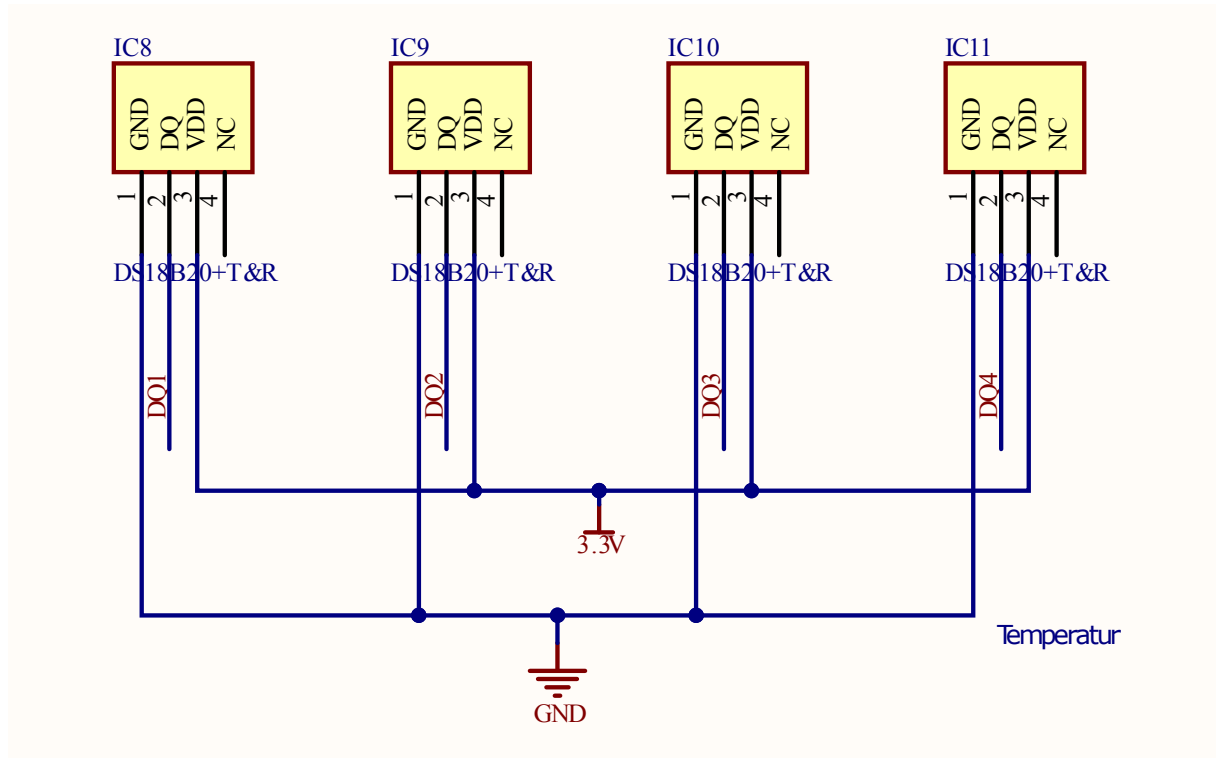 IC8
GND
DQ
VDD
NC
1
2
3
4
DS18B20+T&R
DQ1
IC9
GND
DQ
VDD
NC
1
2
3
4
DS18B20+T&R
DQ2
IC10
GND
DQ
VDD
NC
1
2
3
4
DS18B20+T&R
DQ3
IC11
GND
DQ
VDD
NC
1
2
3
4
DS18B20+T&R
DQ4
3.3V
Temperatur
GND